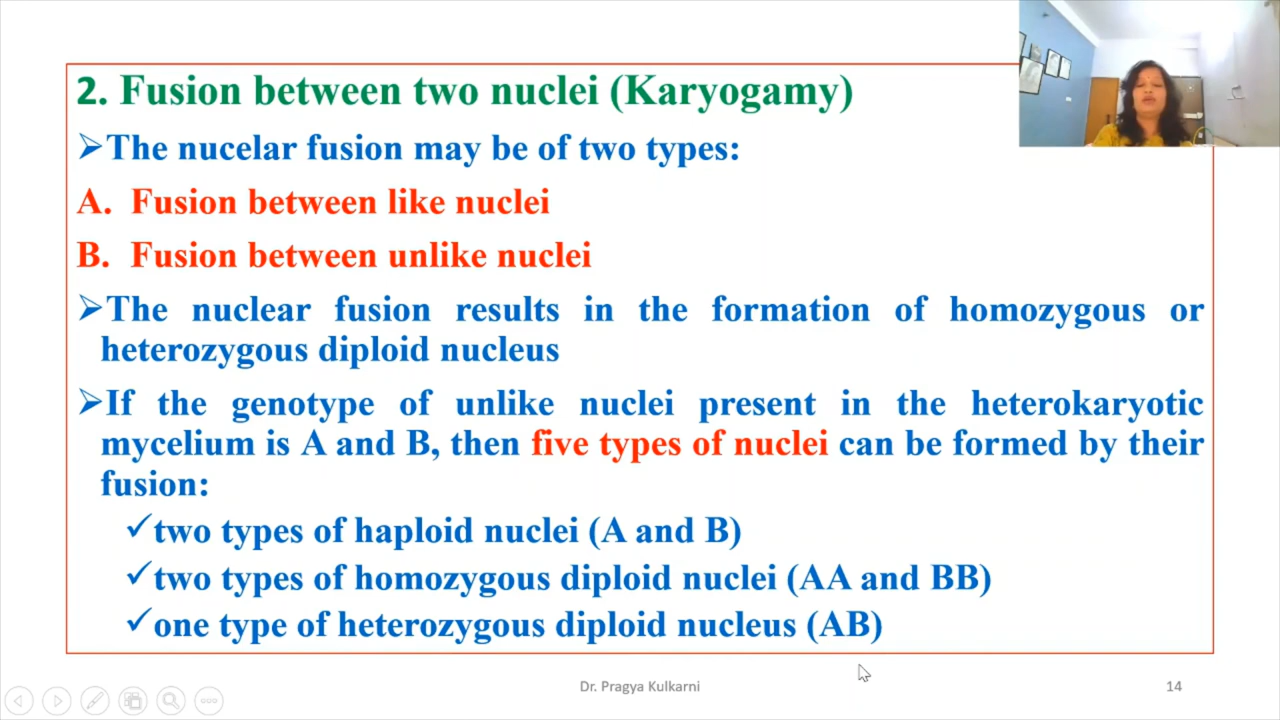 2. Fusion between two nuclei (Karyogamy)
➢The nucelar fusion may be of two types:
A. Fusion between like nuclei
B. Fusion between unlike nuclei
➢The nuclear fusion results in the formation of homozygous or
heterozygous diploid nucleus
➢If the genotype of unlike nuclei present in the heterokaryotic
mycelium is A and B, then five types of nuclei can be formed by their
fusion:
✓two types of haploid nuclei (A and B)
✓two types of homozygous diploid nuclei (AA and BB)
✓one type of heterozygous diploid nucleus (AB)
Dr. Pragya Kulkarni
14